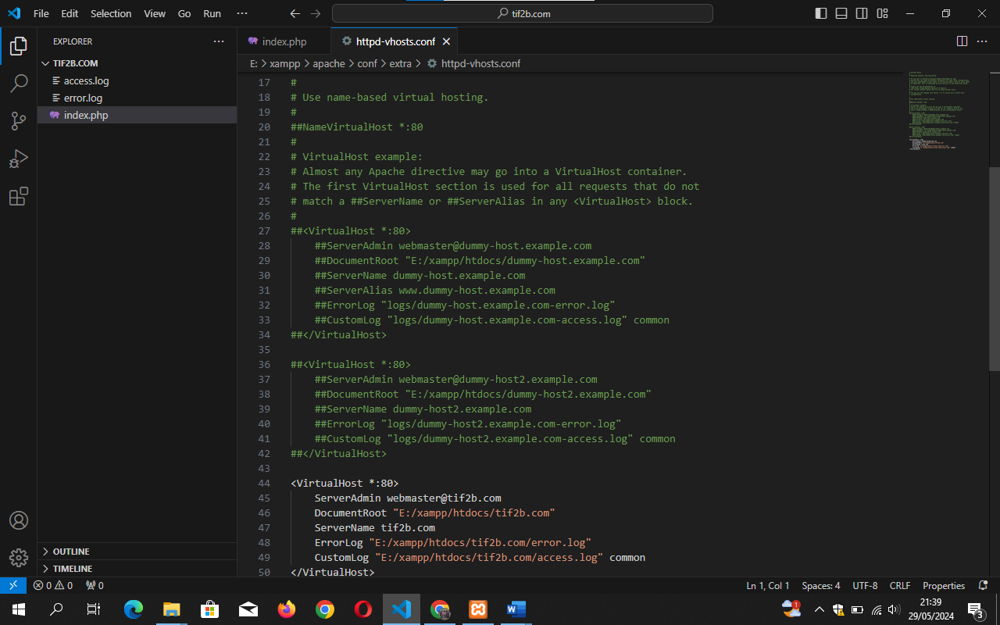 File Edit Selection View Go Run ···
tif2b.com
EXPLORER
TIF2B.COM
access.log
error.log
index.php
OUTLINE
TIMELINE
index.php
httpd-vhosts.conf
E: > xampp > apache > conf > extra > httpd-vhosts.conf
17 #
18 # Use name-based virtual hosting.
19 #
20 ##NameVirtualHost *:80
21 #
22 # VirtualHost example:
23 # Almost any Apache directive may go into a VirtualHost container.
24 # The first VirtualHost section is used for all requests that do not
25 # match a ##ServerName or ##ServerAlias in any <VirtualHost> block.
26 #
27 ##<VirtualHost *:80>
28 ##ServerAdmin webmaster@dummy-host.example.com
29 ##DocumentRoot "E:/xampp/htdocs/dummy-host.example.com"
30 ##ServerName dummy-host.example.com
31 ##ServerAlias www.dummy-host.example.com
32 ##ErrorLog "logs/dummy-host.example.com-error.log"
33 ##CustomLog "logs/dummy-host.example.com-access.log" common
34 ##</VirtualHost>
35
36 ##<VirtualHost *:80>
37 ##ServerAdmin webmaster@dummy-host2.example.com
38 ##DocumentRoot "E:/xampp/htdocs/dummy-host2.example.com"
39 ##ServerName dummy-host2.example.com
40 ##ErrorLog "logs/dummy-host2.example.com-error.log"
41 ##CustomLog "logs/dummy-host2.example.com-access.log" common
42 ##</VirtualHost>
43
44 <VirtualHost *:80>
45 ServerAdmin webmaster@tif2b.com
46 DocumentRoot "E:/xampp/htdocs/tif2b.com"
47 ServerName tif2b.com
48 ErrorLog "E:/xampp/htdocs/tif2b.com/error.log"
49 CustomLog "E:/xampp/htdocs/tif2b.com/access.log" common
50 </VirtualHost>
0 0 0
Ln 1, Col 1 Spaces: 4 UTF-8 CRLF Properties
1
21:39
29/05/2024
3